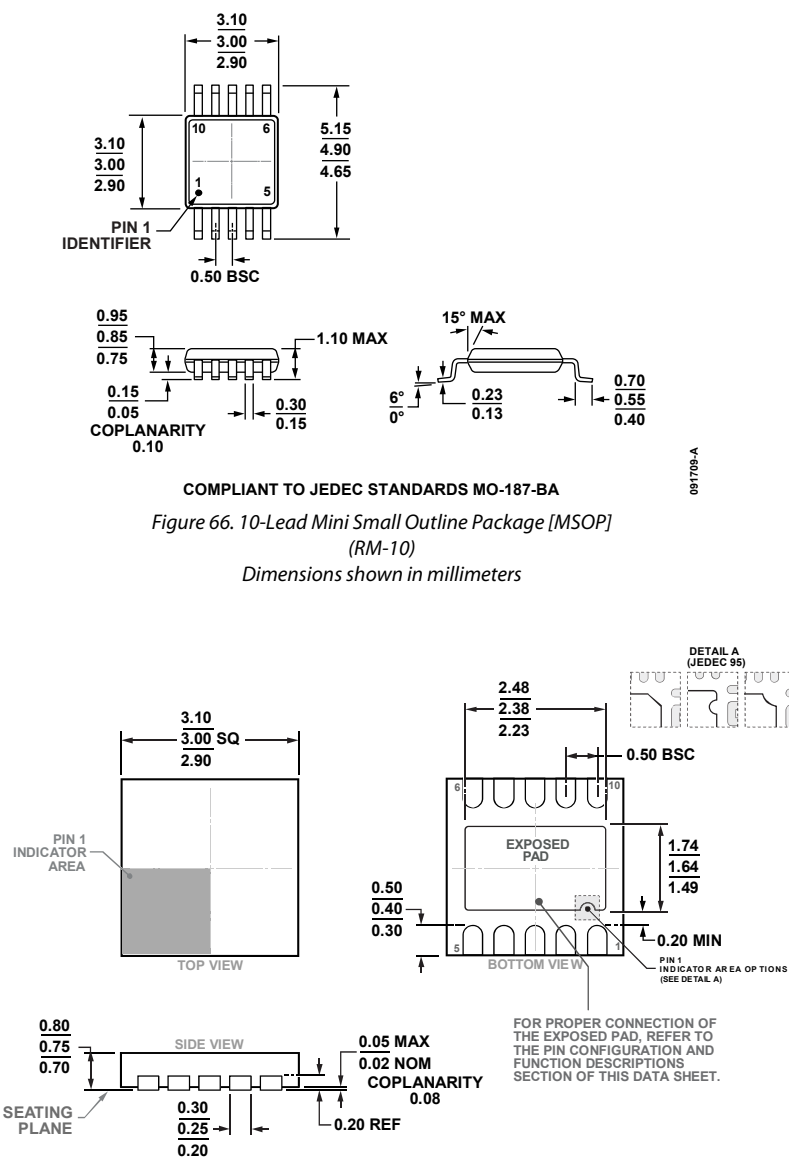 3.10
3.00
2.90
10
6
3.10
3.00
2.90
1
5
5.15
4.90
4.65
PIN 1
IDENTIFIER
0.50 BSC
0.95
0.85
0.75
1.10 MAX
0.15
0.05
COPLANARITY
0.10
0.30
0.15
15° MAX
6°
0°
0.23
0.13
0.70
0.55
0.40
COMPLIANT TO JEDEC STANDARDS MO-187-BA
091709-A
Figure 66. 10-Lead Mini Small Outline Package [MSOP]
(RM-10)
Dimensions shown in millimeters
DETAIL A
(JEDEC 95)
3.10
3.00 SQ
2.90
PIN 1
INDICATOR
AREA
TOP VIEW
2.48
2.38
2.23
0.50 BSC
6
10
EXPOSED
PAD
1.74
1.64
1.49
0.50
0.40
0.30
5
1
BOTTOM VIEW
0.20 MIN
PIN 1
INDICATOR AREA OPTIONS
(SEE DETAIL A)
FOR PROPER CONNECTION OF
THE EXPOSED PAD, REFER TO
THE PIN CONFIGURATION AND
FUNCTION DESCRIPTIONS
SECTION OF THIS DATA SHEET.
0.80
0.75
0.70
SIDE VIEW
0.05 MAX
0.02 NOM
COPLANARITY
0.08
SEATING
PLANE
0.30
0.25
0.20
0.20 REF